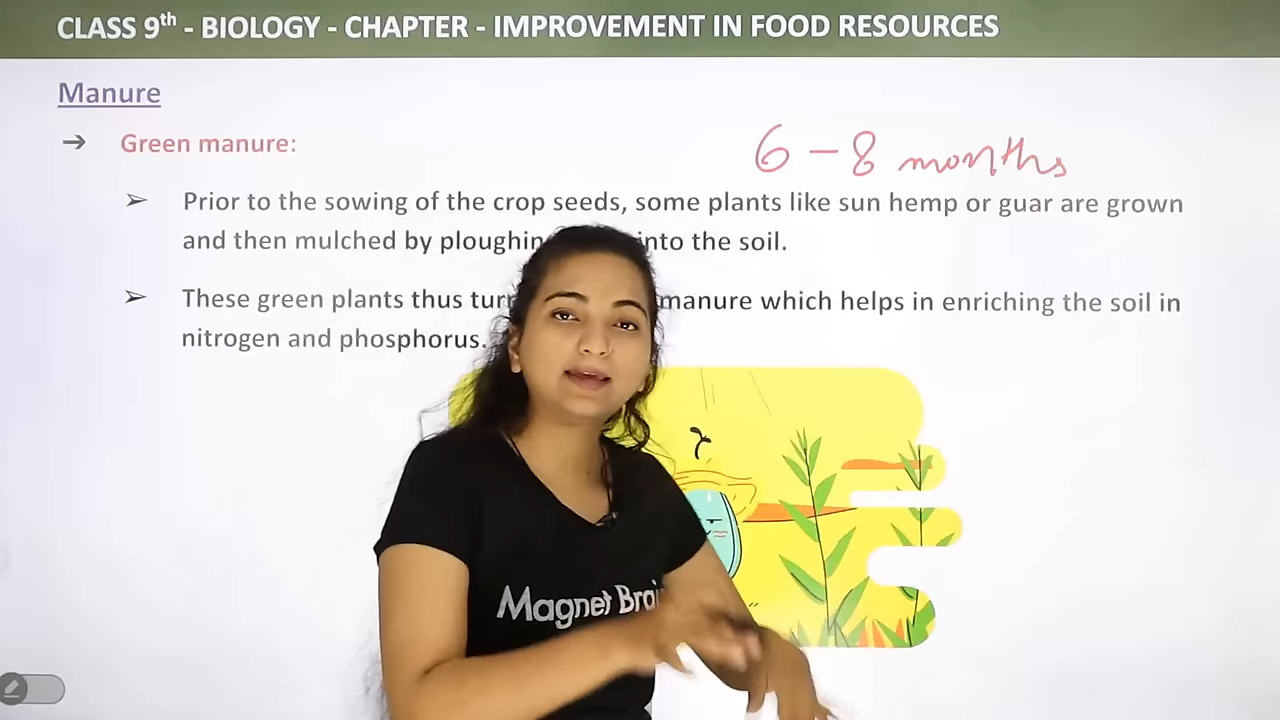 CLASS 9th - BIOLOGY - CHAPTER - IMPROVEMENT IN FOOD RESOURCES
Manure
➔ Green manure:
6 - 8 months
➢ Prior to the sowing of the crop seeds, some plants like sun hemp or guar are grown
and then mulched by into the soil.
➢ These green plants thus manure which helps in enriching the soil in
nitrogen and phosphorus.
Magnet